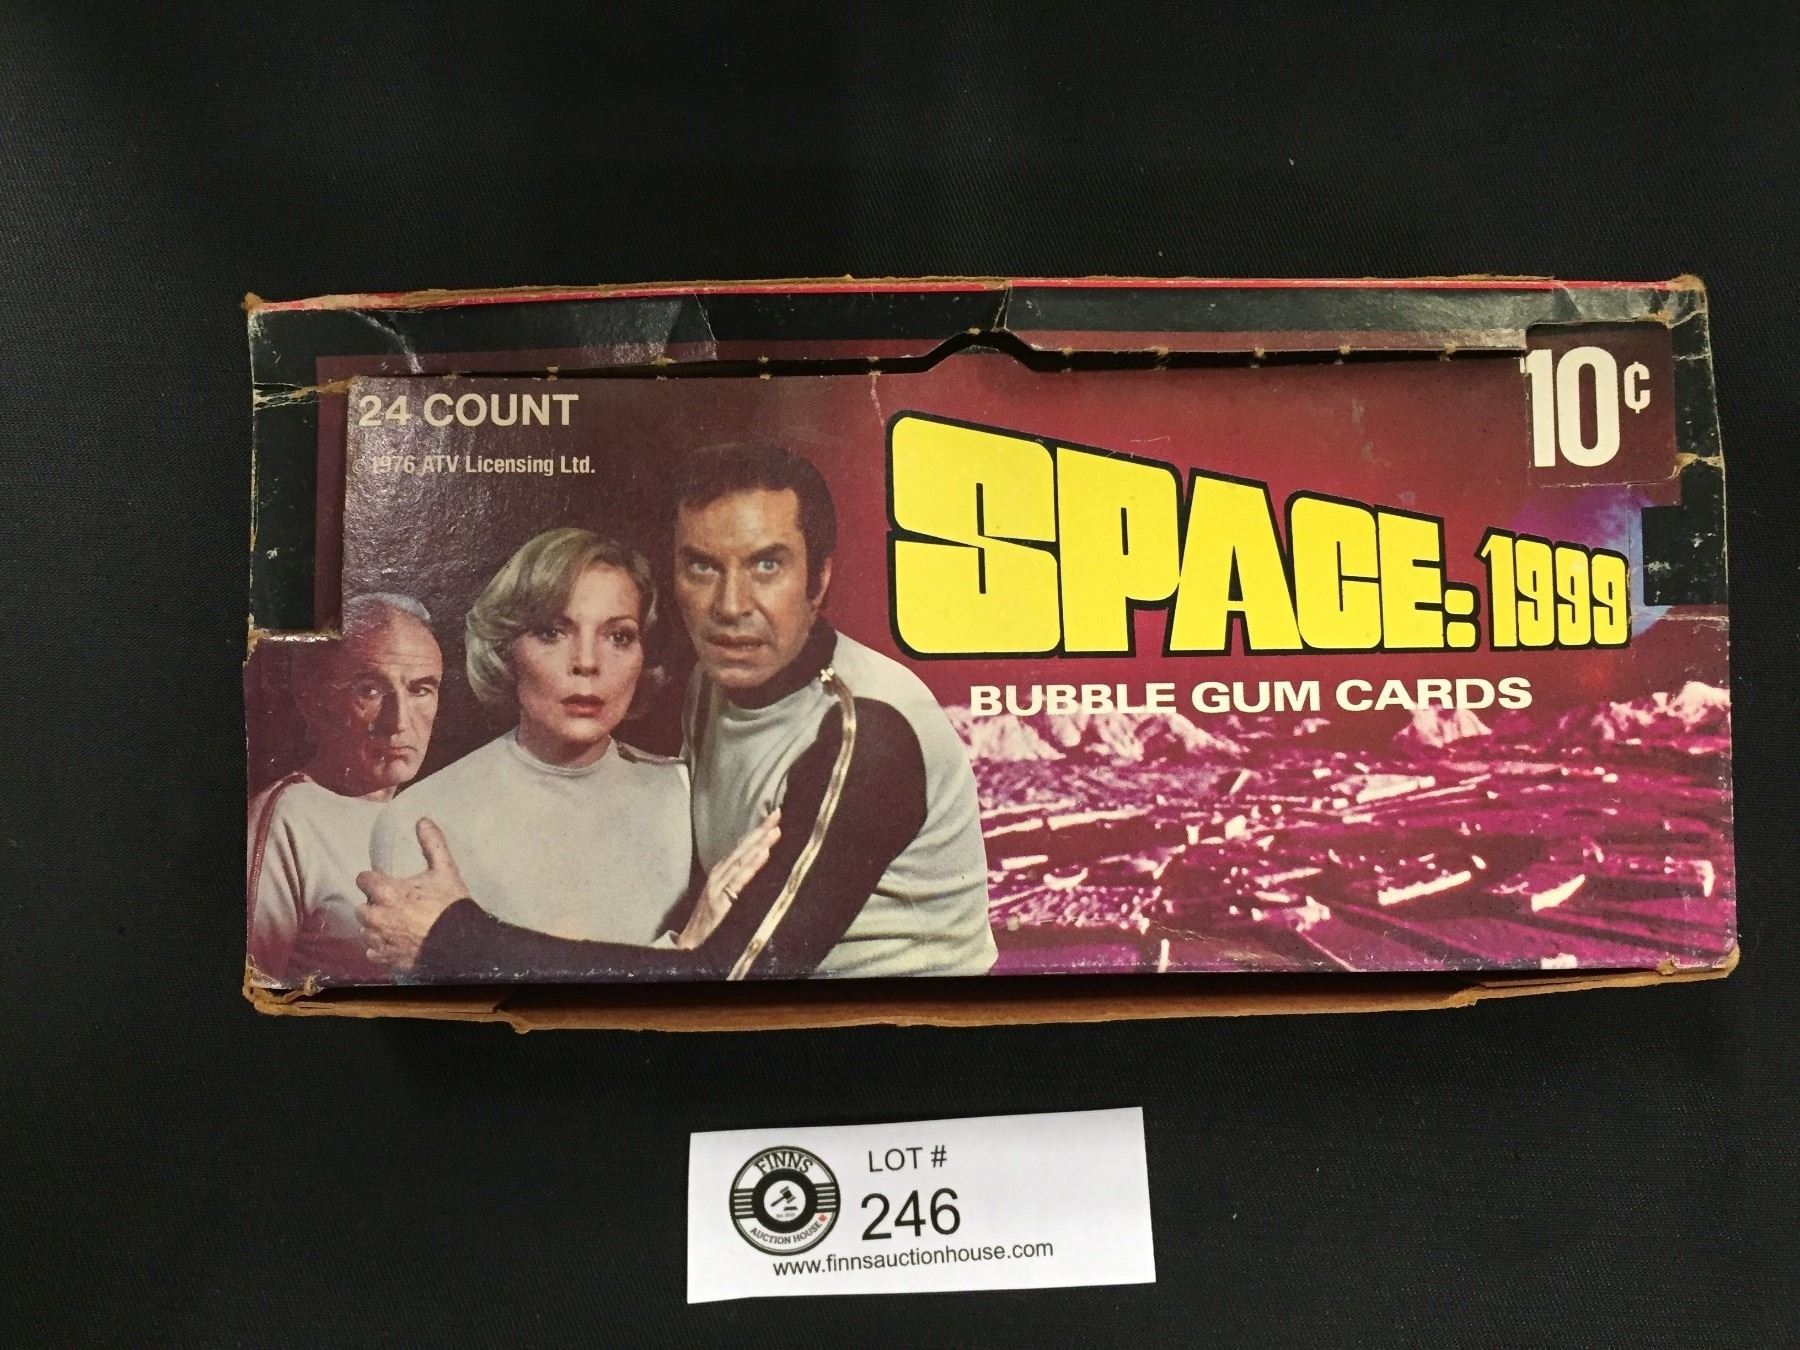 24 COUNT
© 1976 ATV Licensing Ltd.
10¢
SPACE: 1999
BUBBLE GUM CARDS
FINNS
AUCTION HOUSE
LOT #
246
www.finnsauctionhouse.com